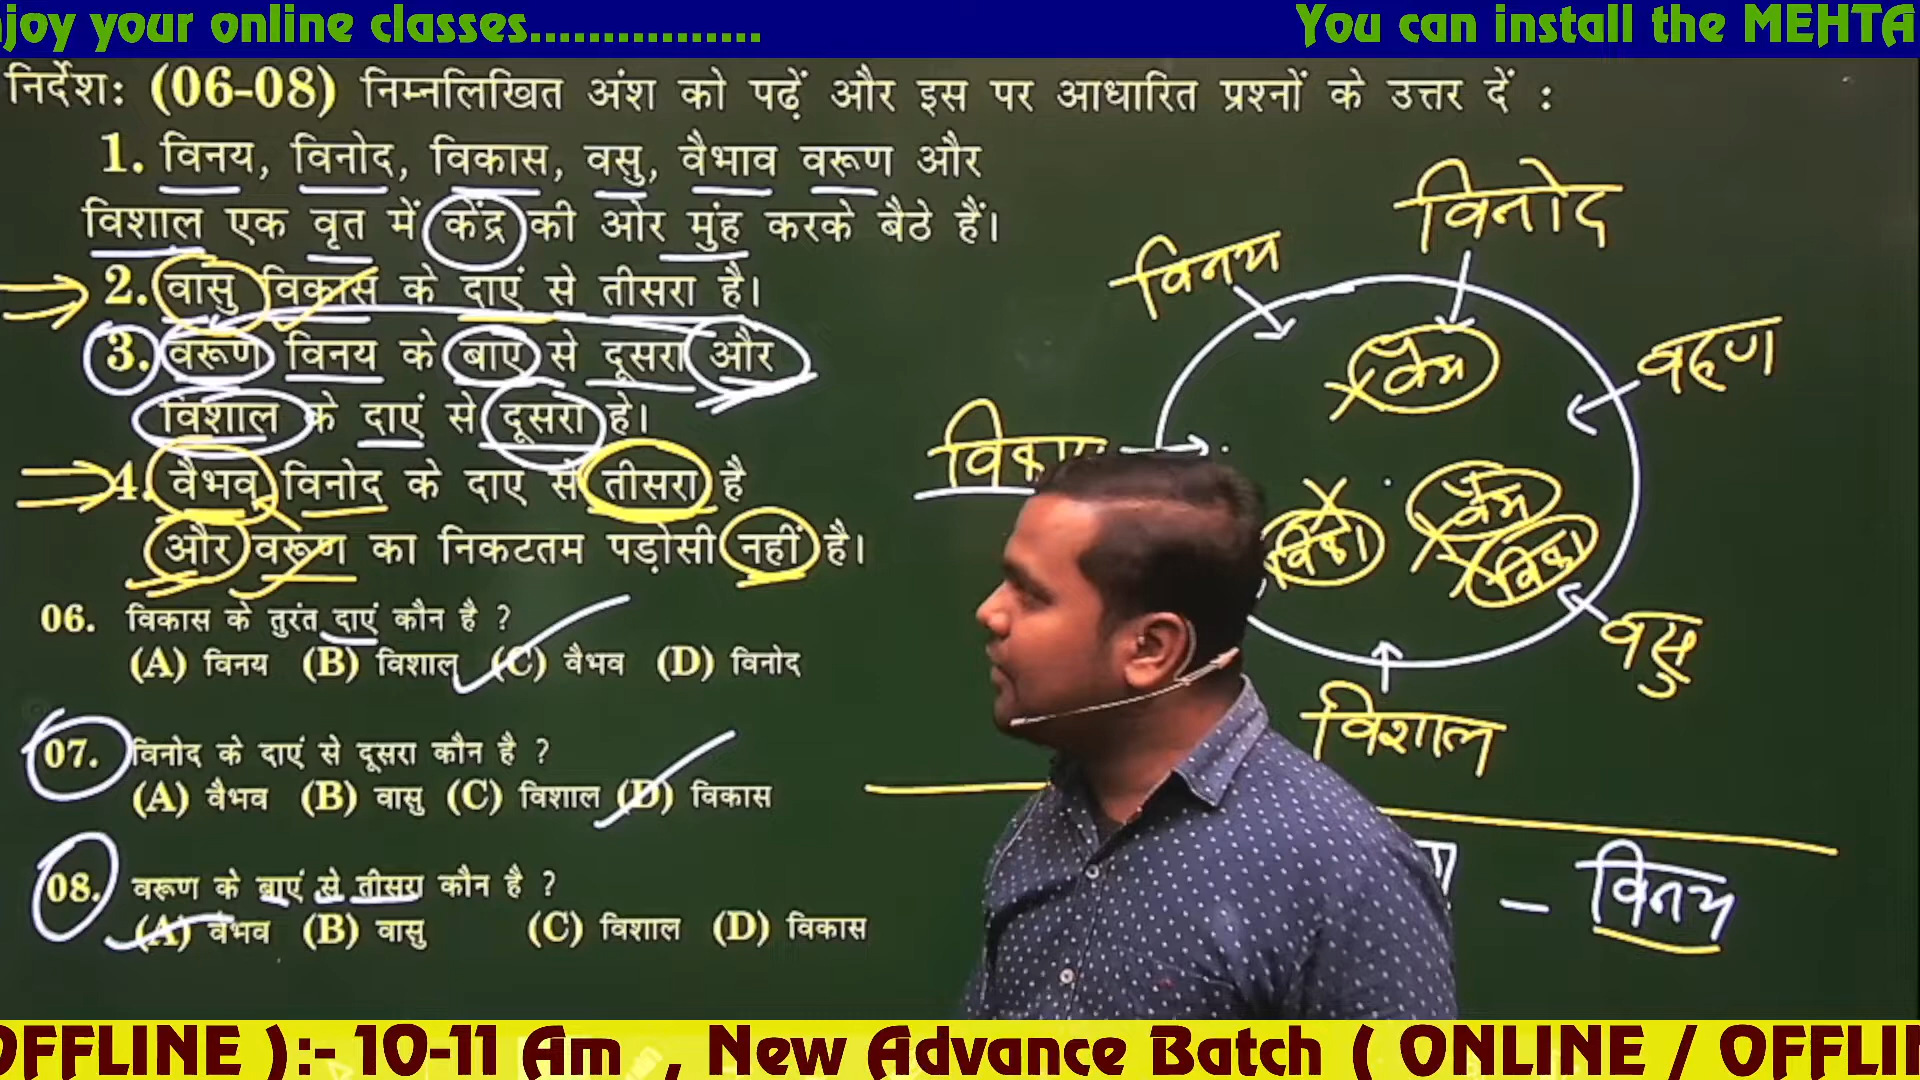 njoy your online classes................. You can install the MEHTA
निर्देश: (06-08) निम्नलिखित अंश को पढ़ें और इस पर आधारित प्रश्नों के उत्तर दें :
1. विनय, विनोद, विकास, वसु, वैभाव वरूण और
विशाल एक वृत में केंद्र की ओर मुंह करके बैठे हैं।
2. वासु विकास के दाएं से तीसरा है।
3. वरूण विनय के बाएं से दूसरा और
विशाल के दाएं से दूसरा हे।
4. वैभव विनोद के दाए से तीसरा है
और वरूण का निकटतम पड़ोसी नहीं है।
06. विकास के तुरंत दाएं कौन है ?
(A) विनय (B) विशाल (C) वैभव (D) विनोद
07. विनोद के दाएं से दूसरा कौन है ?
(A) वैभव (B) वासु (C) विशाल (D) विकास
08. वरूण के बाएं से तीसरा कौन है ?
(A) वैभव (B) वासु (C) विशाल (D) विकास
विनोद
विनय
वरुण
वसु
विशाल
– विनय
OFFLINE ):- 10-11 Am , New Advance Batch ( ONLINE / OFFLI